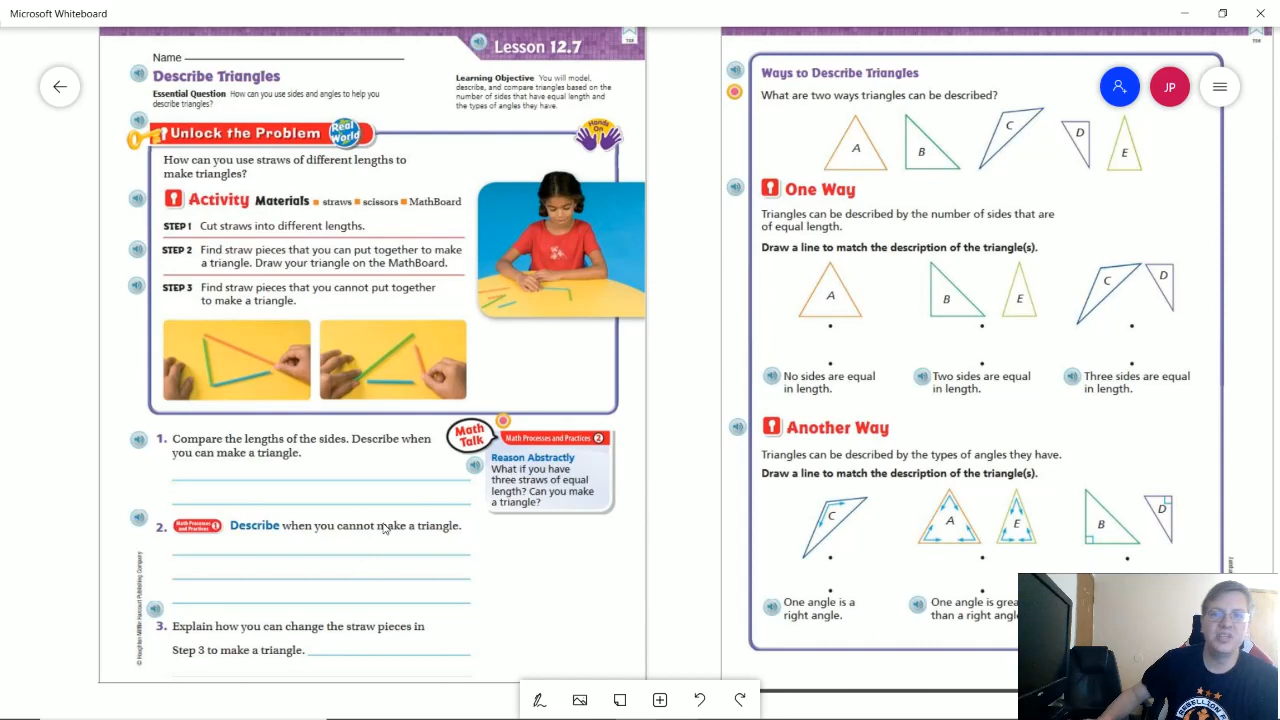 Microsoft Whiteboard
Lesson 12.7
Name
Describe Triangles
Essential Question How can you use sides and angles to help you
describe triangles?
Learning Objective You will model,
describe, and compare triangles based on the
number of sides that have equal length and
the types of angles they have.
Unlock the Problem
Real
World
Hands
On
How can you use straws of different lengths to
make triangles?
Activity Materials ■ straws ■ scissors ■ MathBoard
STEP 1 Cut straws into different lengths.
STEP 2 Find straw pieces that you can put together to make
a triangle. Draw your triangle on the MathBoard.
STEP 3 Find straw pieces that you cannot put together
to make a triangle.
1. Compare the lengths of the sides. Describe when
you can make a triangle.
Math
Talk
Math Processes and Practices 2
Reason Abstractly
What if you have
three straws of equal
length? Can you make
a triangle?
2. Math Processes and Practices 1 Describe when you cannot make a triangle.
3. Explain how you can change the straw pieces in
Step 3 to make a triangle.
© Houghton Mifflin Harcourt Publishing Company
Ways to Describe Triangles
What are two ways triangles can be described?
JP
A B C D E
One Way
Triangles can be described by the number of sides that are
of equal length.
Draw a line to match the description of the triangle(s).
A B E C D
No sides are equal
in length.
Two sides are equal
in length.
Three sides are equal
in length.
Another Way
Triangles can be described by the types of angles they have.
Draw a line to match the description of the triangle(s).
C A E B D
One angle is a
right angle.
One angle is
than a right
REBELLION